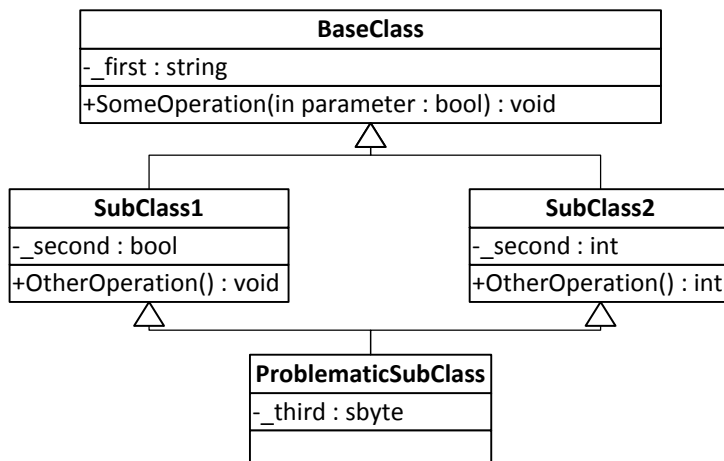 BaseClass
-_first : string
+SomeOperation(in parameter : bool) : void
SubClass1
-_second : bool
+OtherOperation() : void
SubClass2
-_second : int
+OtherOperation() : int
ProblematicSubClass
-_third : sbyte